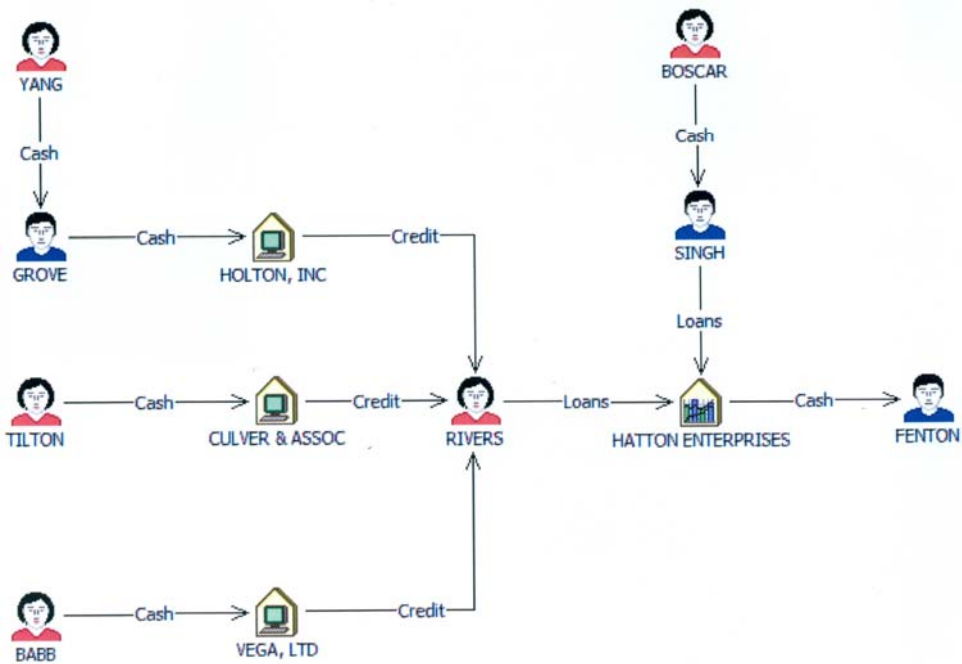 YANG
BOSCAR
Cash
Cash
GROVE
Cash
HOLTON, INC
Credit
SINGH
Loans
TILTON
Cash
CULVER & ASSOC
Credit
RIVERS
Loans
HATTON ENTERPRISES
Cash
FENTON
BABB
Cash
VEGA, LTD
Credit